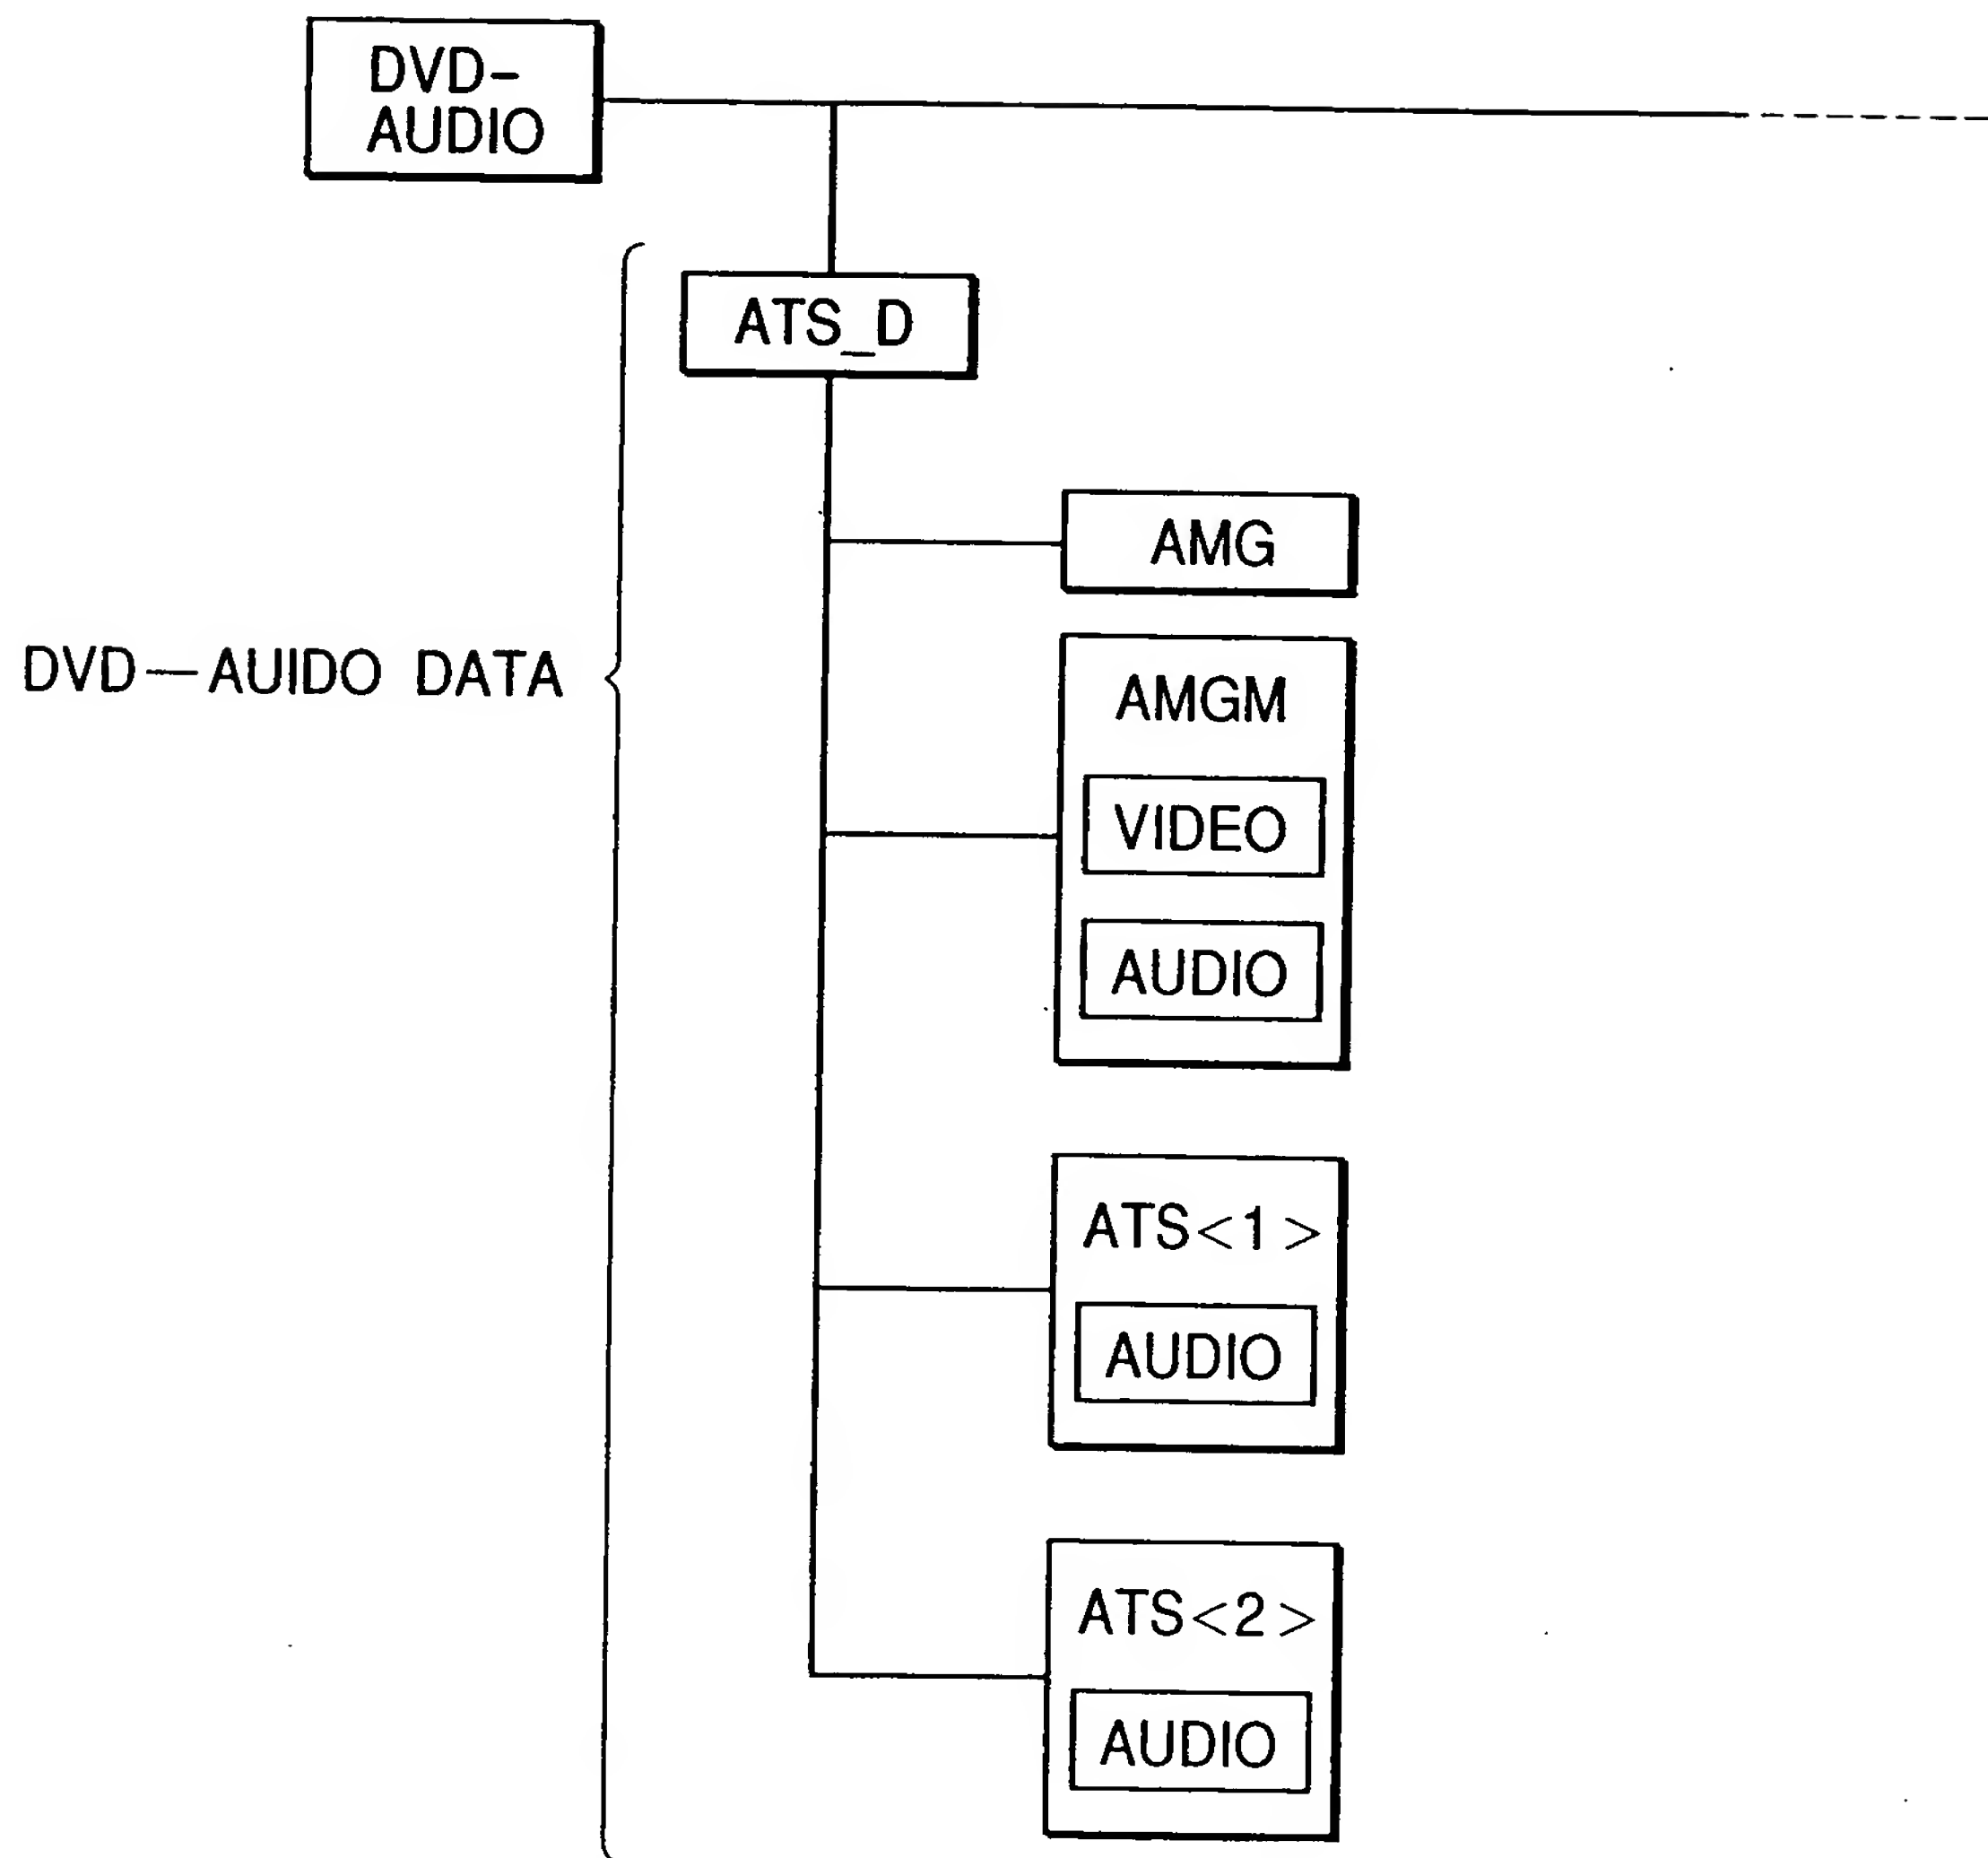 DVD-
AUDIO
ATS_D
AMG
DVD—AUIDO DATA
AMGM
VIDEO
AUDIO
ATS<1>
AUDIO
ATS<2>
AUDIO